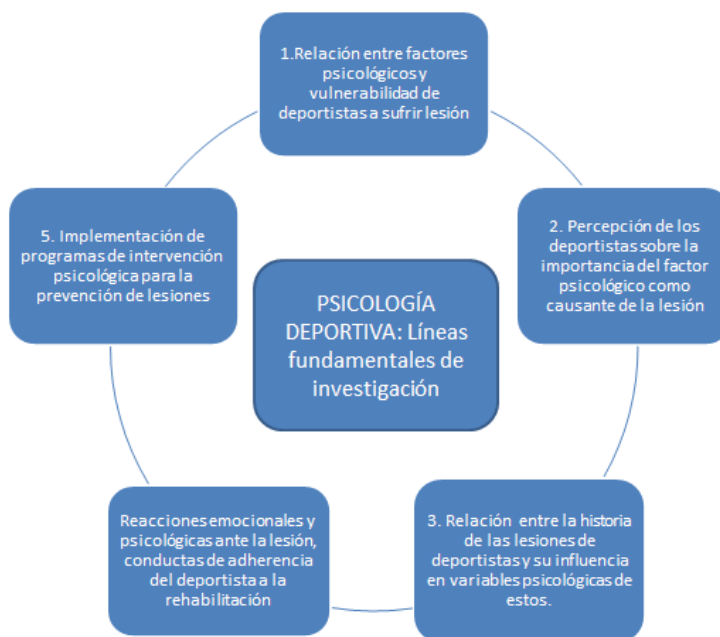 1.Relación entre factores
psicológicos y
vulnerabilidad de
deportistas a sufrir lesión
2. Percepción de los
deportistas sobre la
importancia del factor
psicológico como
causante de la lesión
3. Relación entre la historia
de las lesiones de
deportistas y su influencia
en variables psicológicas de
estos.
Reacciones emocionales y
psicológicas ante la lesión,
conductas de adherencia
del deportista a la
rehabilitación
5. Implementación de
programas de intervención
psicológica para la
prevención de lesiones
PSICOLOGÍA
DEPORTIVA: Líneas
fundamentales de
investigación